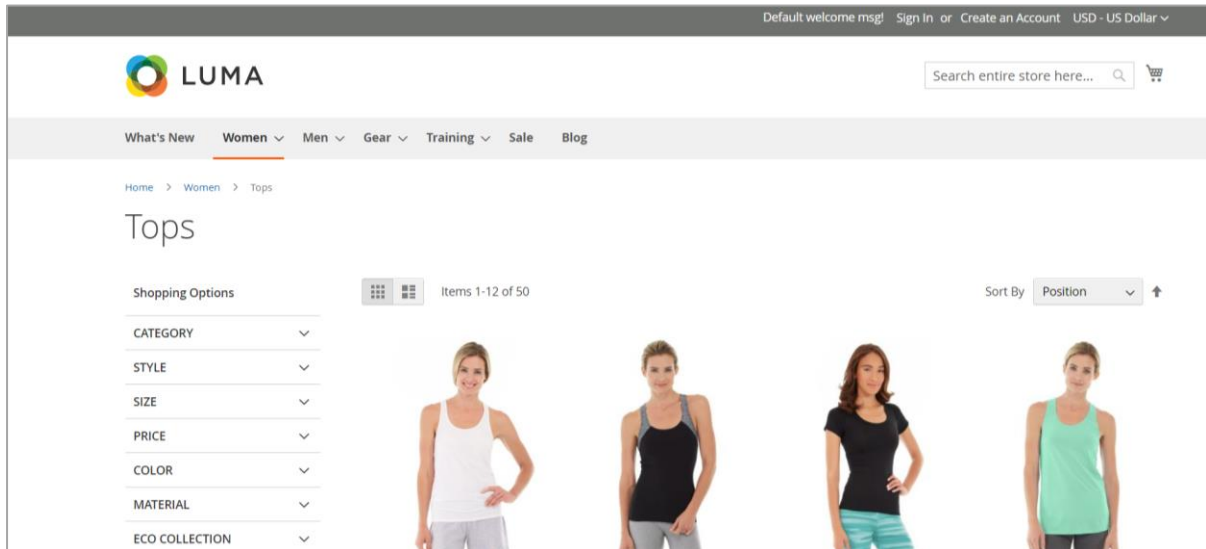 Default welcome msg! Sign In or Create an Account USD - US Dollar
LUMA
Search entire store here...
What's New Women Men Gear Training Sale Blog
Home > Women > Tops
Tops
Shopping Options
Items 1-12 of 50
Sort By Position
CATEGORY
STYLE
SIZE
PRICE
COLOR
MATERIAL
ECO COLLECTION